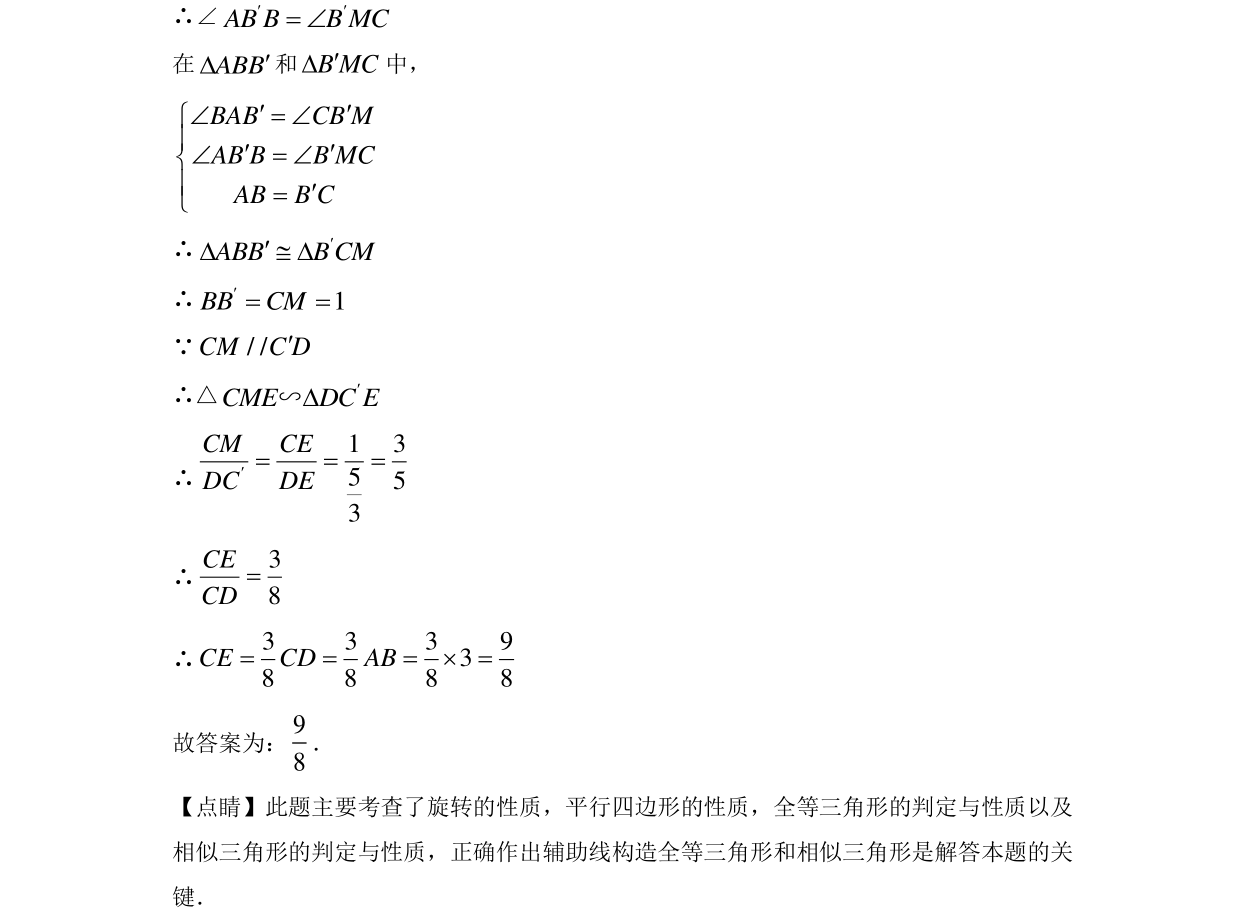 ∴∠AB'B=∠B'MC
在ΔABB′和ΔB′MC中，
{∠BAB′=∠CB′M
∠AB′B=∠B′MC
AB=B′C
∴ΔABB′≅ΔB'CM
∴BB'=CM=1
∵CM//C′D
∴△CME∽ΔDC'E
∴CM/DC'=CE/DE=1/(5/3)=3/5
∴CE/CD=3/8
∴CE=3/8CD=3/8AB=3/8×3=9/8
故答案为：9/8．
【点睛】此题主要考查了旋转的性质，平行四边形的性质，全等三角形的判定与性质以及
相似三角形的判定与性质，正确作出辅助线构造全等三角形和相似三角形是解答本题的关
键．